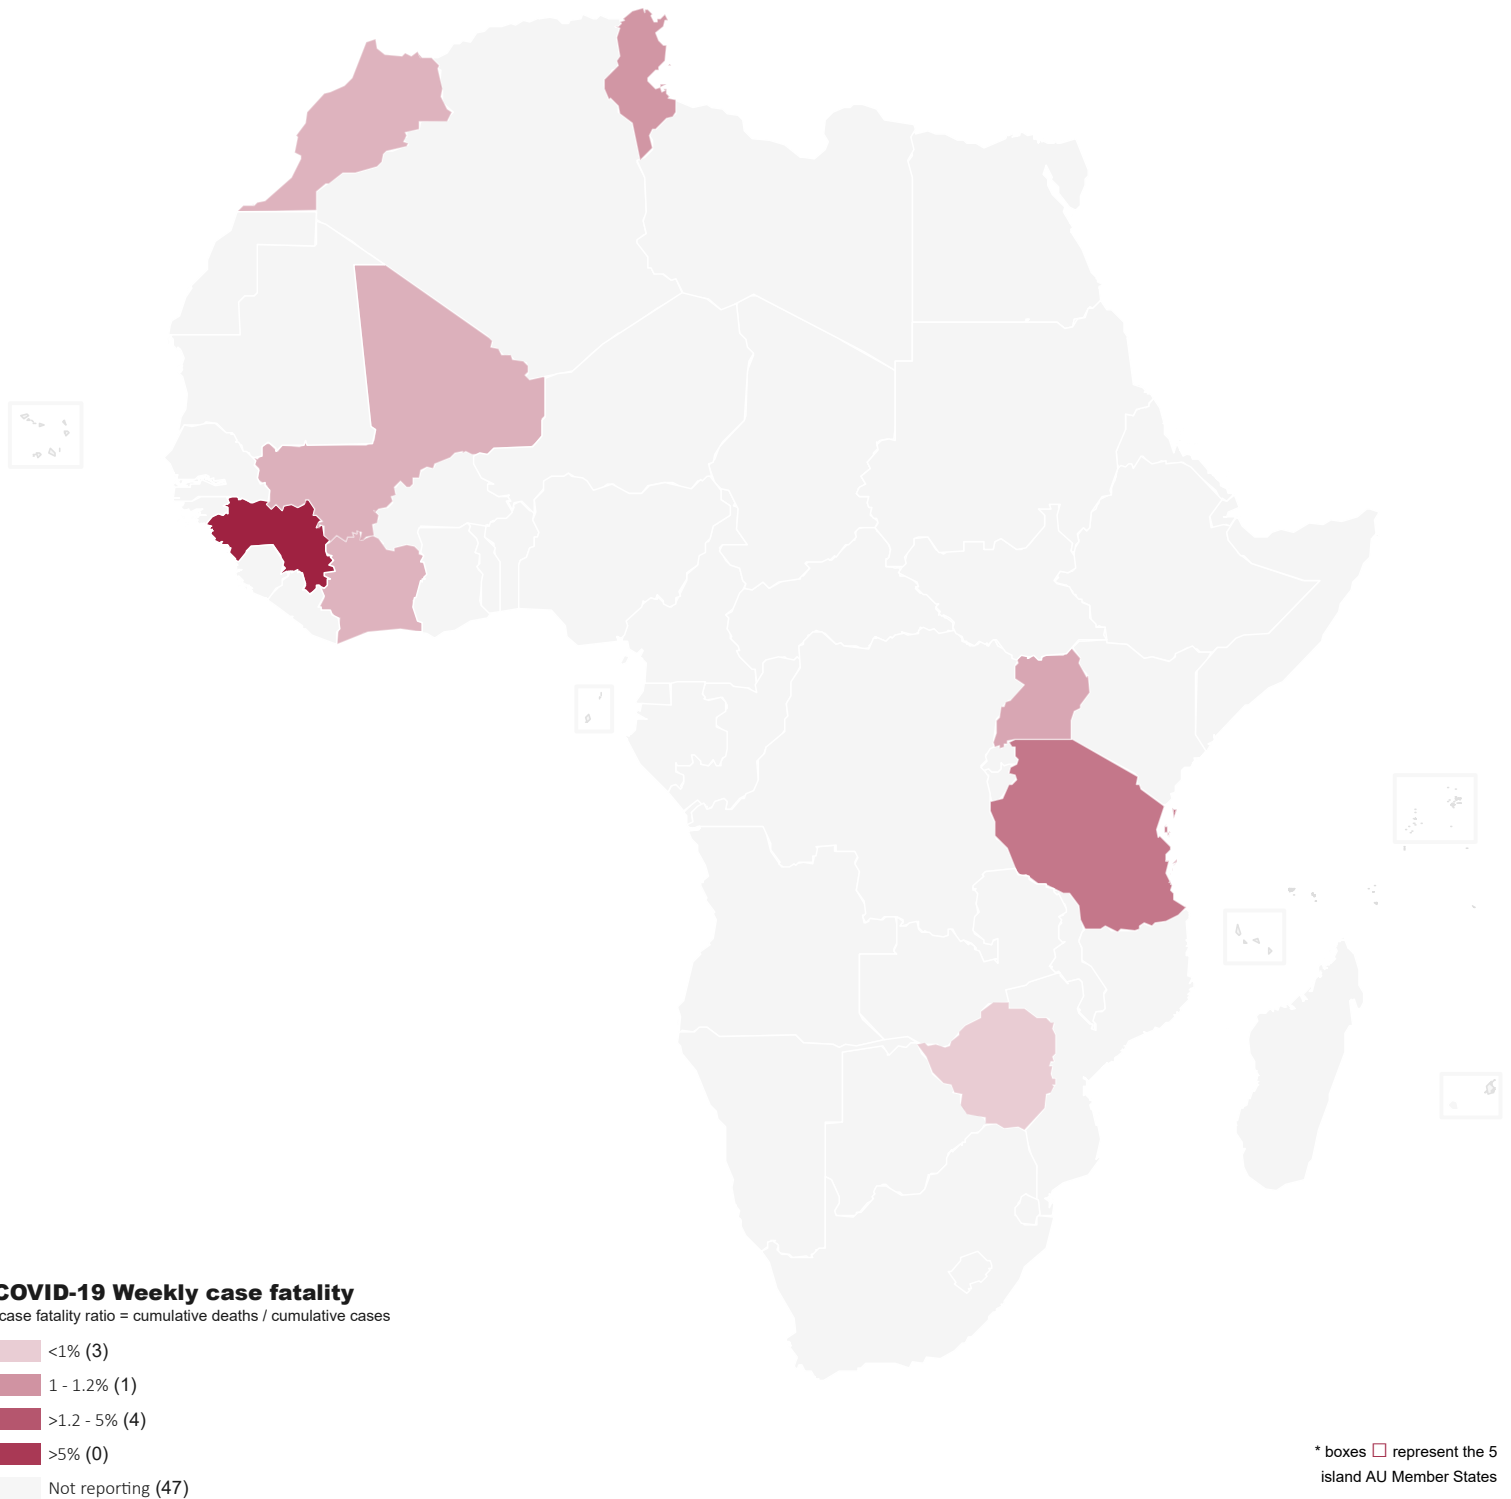 COVID-19 Weekly case fatality
case fatality ratio = cumulative deaths / cumulative cases
<1% (3)
1 - 1.2% (1)
>1.2 - 5% (4)
>5% (0)
Not reporting (47)
* boxes □ represent the 5
island AU Member States